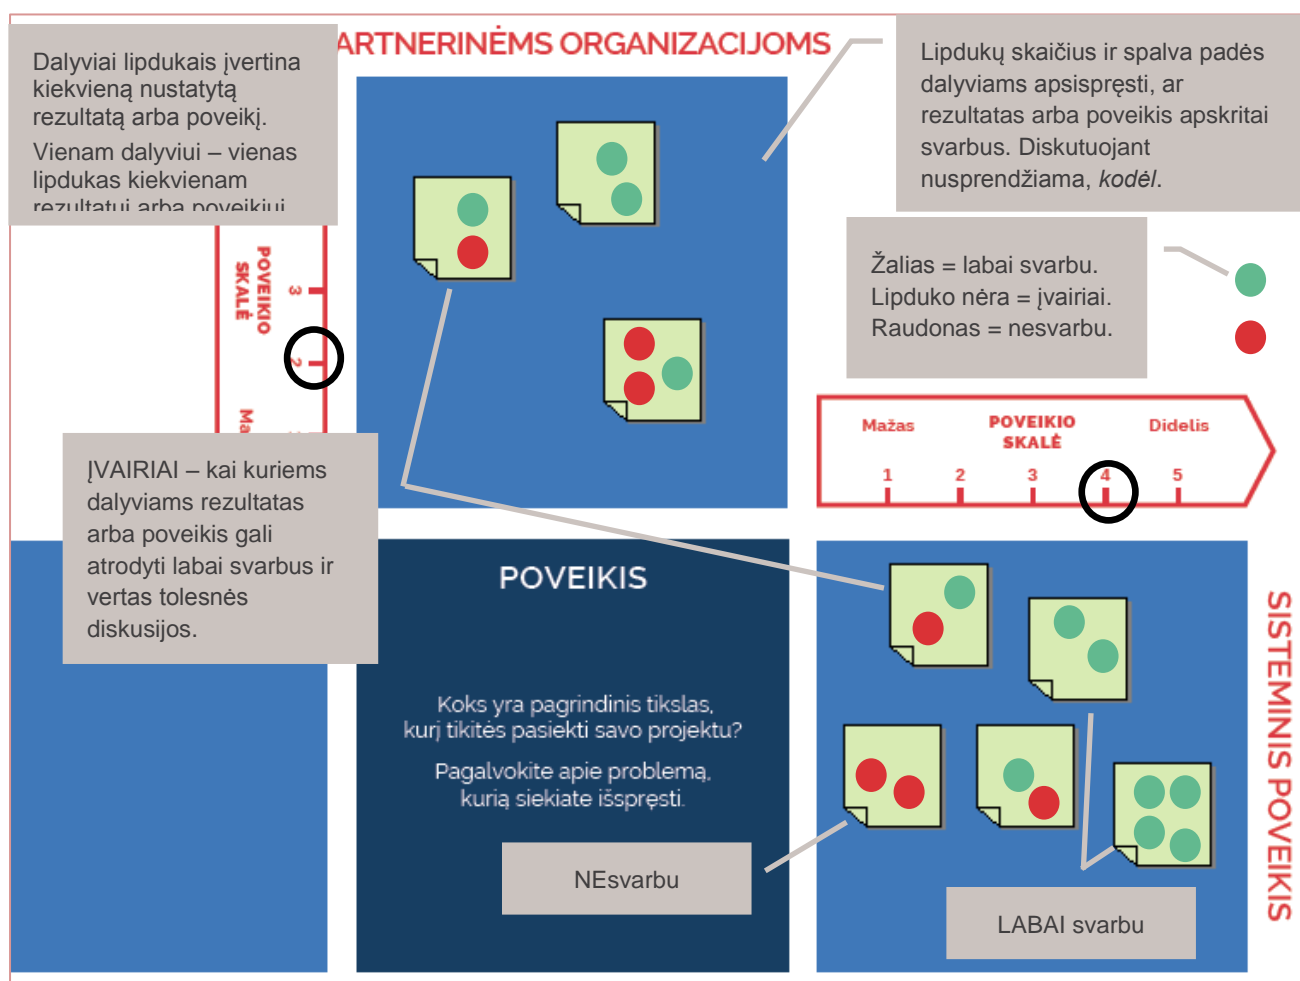 Dalyviai lipdukais įvertina
kiekvieną nustatytą
rezultatą arba poveikį.
Vienam dalyviui – vienas
lipdukas kiekvienam
rezultatui arba poveikiui
ARTNERINĖMS ORGANIZACIJOMS
Lipdukų skaičius ir spalva padės
dalyviams apsispręsti, ar
rezultatas arba poveikis apskritai
svarbus. Diskutuojant
nusprendžiama, kodėl.
Žalias = labai svarbu.
Lipduko nėra = įvairiai.
Raudonas = nesvarbu.
POVEIKIO
SKALĖ
3
2
Ma
Mažas
POVEIKIO
SKALĖ
Didelis
1 2 3 4 5
ĮVAIRIAI – kai kuriems
dalyviams rezultatas
arba poveikis gali
atrodyti labai svarbus ir
vertas tolesnės
diskusijos.
POVEIKIS
Koks yra pagrindinis tikslas,
kurį tikitės pasiekti savo projektu?
Pagalvokite apie problemą,
kurią siekiate išspręsti.
NEsvarbu
LABAI svarbu
SISTEMINIS POVEIKIS